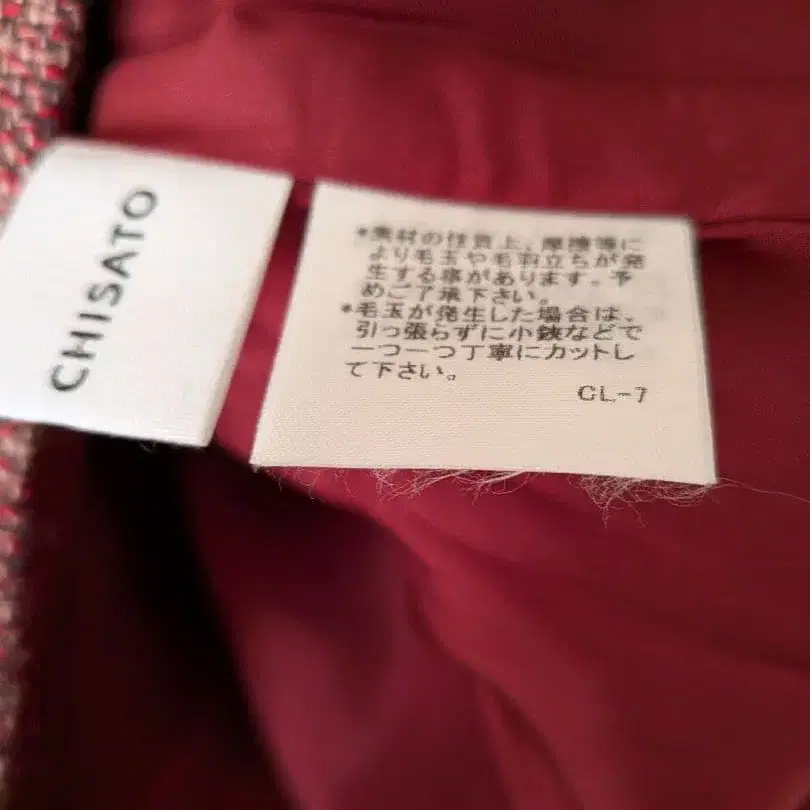 CHISATO
*素材の性質上、摩擦等に
より毛玉や毛羽立ちが発
生する事があります。予
めご了承下さい。
*毛玉が発生した場合は、
引っ張らずに小鋏などで
一つ一つ丁寧にカットし
て下さい。
CL-7